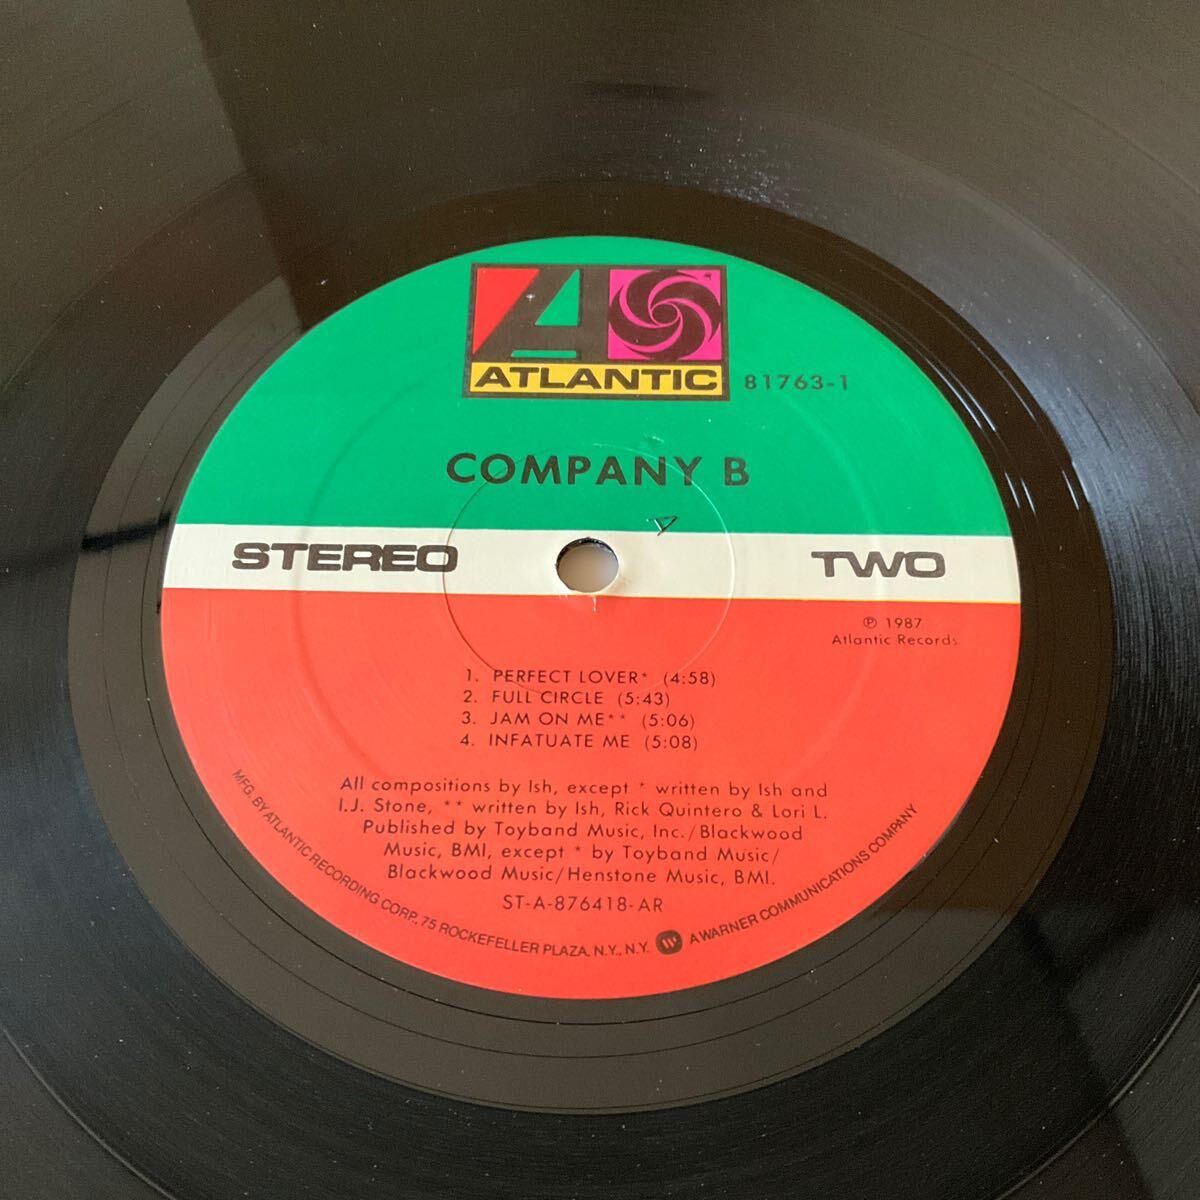 A
ATLANTIC
81763-1
COMPANY B
STEREO
TWO
℗ 1987
Atlantic Records
1. PERFECT LOVER* (4:58)
2. FULL CIRCLE (5:43)
3. JAM ON ME** (5:06)
4. INFATUATE ME (5:08)
All compositions by Ish, except * written by Ish and
I.J. Stone, ** written by Ish, Rick Quintero & Lori L.
Published by Toyband Music, Inc./Blackwood
Music, BMI, except * by Toyband Music/
Blackwood Music/Henstone Music, BMI.
ST-A-876418-AR
MFG. BY ATLANTIC RECORDING CORP., 75 ROCKEFELLER PLAZA, N.Y., N.Y. A WARNER COMMUNICATIONS COMPANY